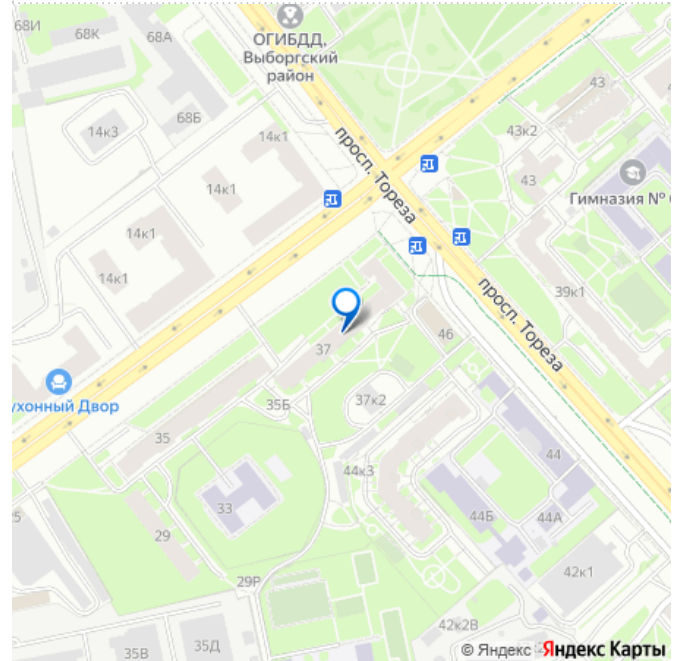 68И
68К
68А
ОГИБДД,
Выборгский
район
68Б
14к3
14к1
просп. Тореза
43
43к2
43
Гимназия №
14к1
14к1
14к1
просп. Тореза
39к1
37
46
ухонный Двор
35Б
37к2
35
44к3
44
33
44Б
44А
29
42к1
29Р
42к2В
35В
35Д
© Яндекс
Яндекс Карты